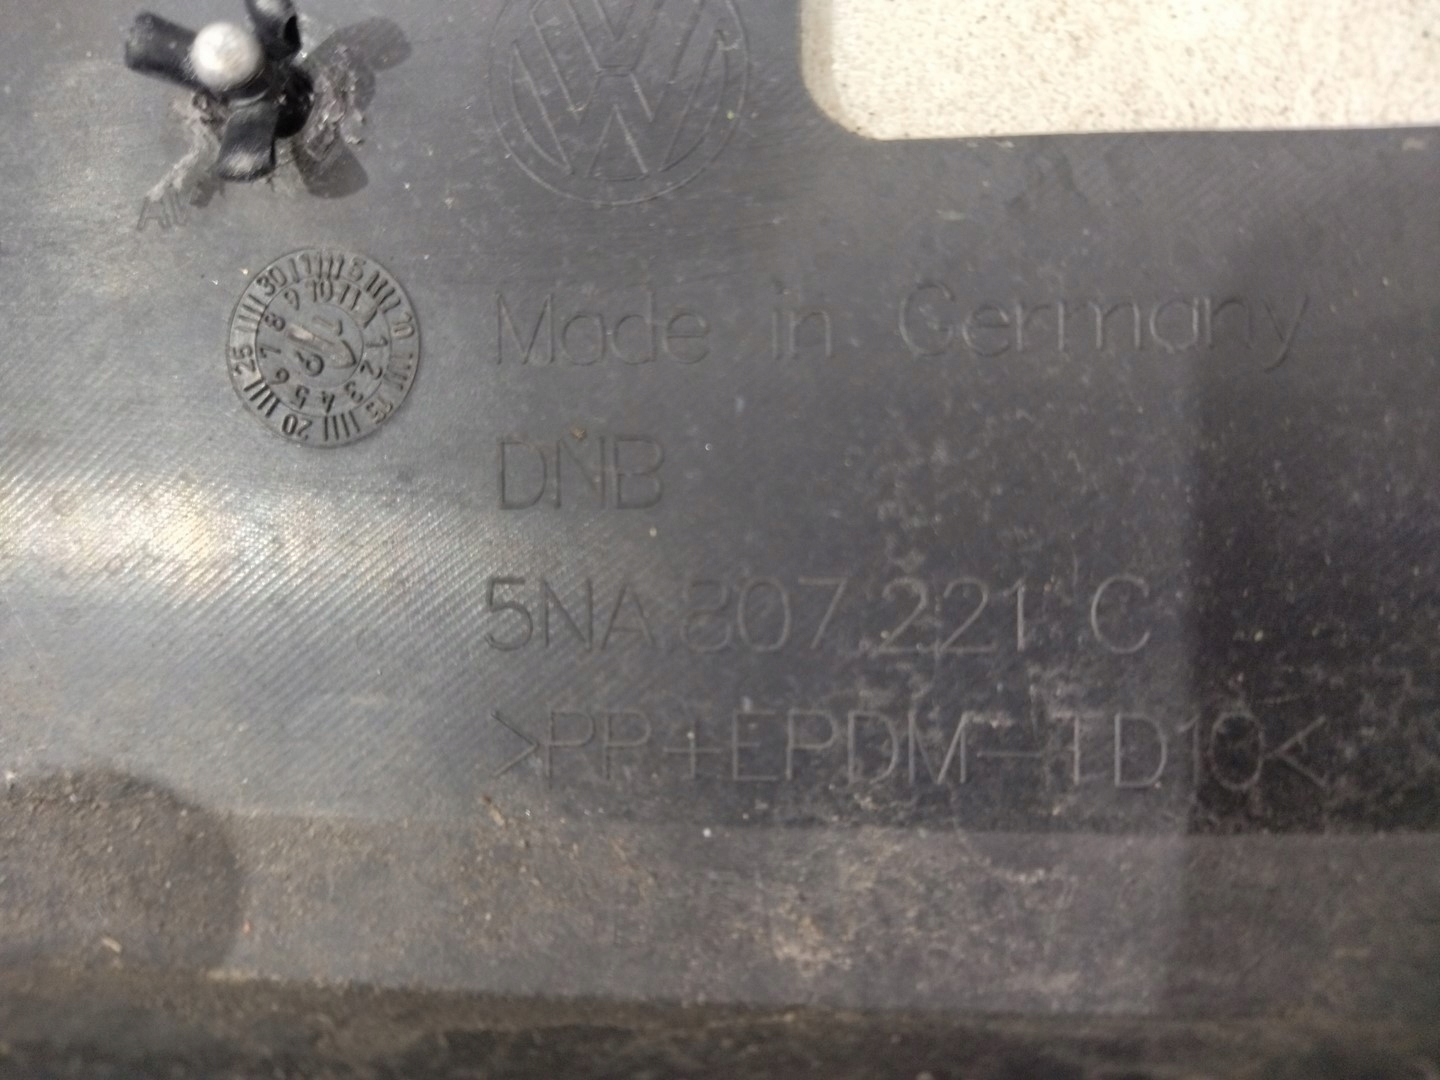 Made in Germany
DNB
5NA.807.221 C
>PP+EPDM-TD10<